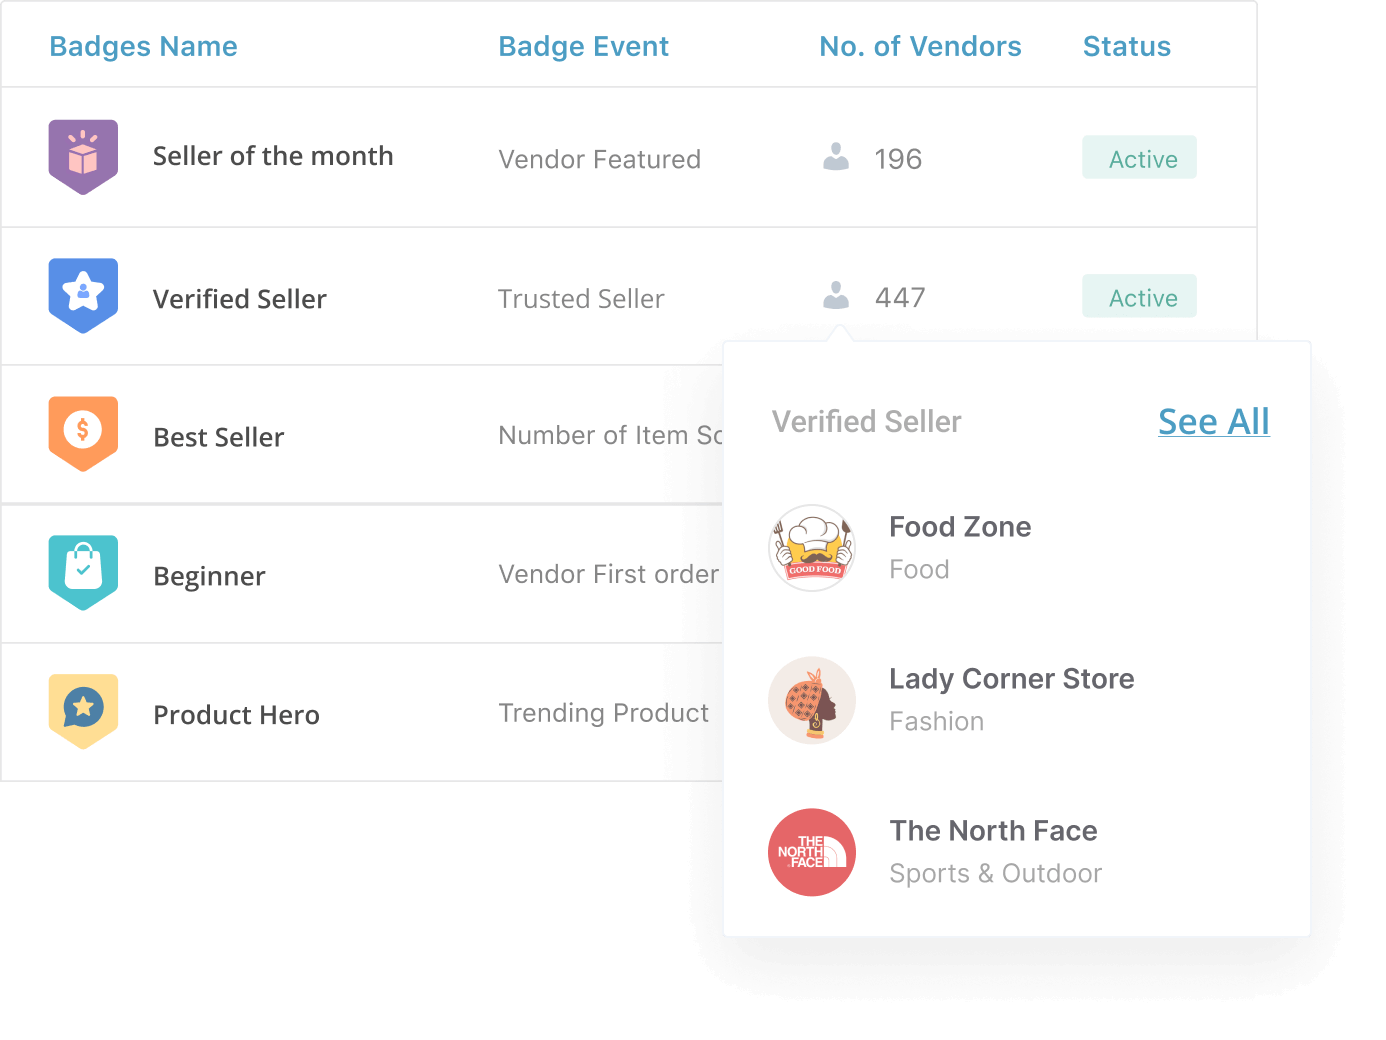 Badges Name Badge Event No. of Vendors Status
Seller of the month Vendor Featured 196 Active
Verified Seller Trusted Seller 447 Active
Best Seller Number of Item Sc
Beginner Vendor First order
Product Hero Trending Product
Verified Seller See All
Food Zone
Food
GOOD FOOD
Lady Corner Store
Fashion
The North Face
Sports & Outdoor
THE
NORTH
FACE